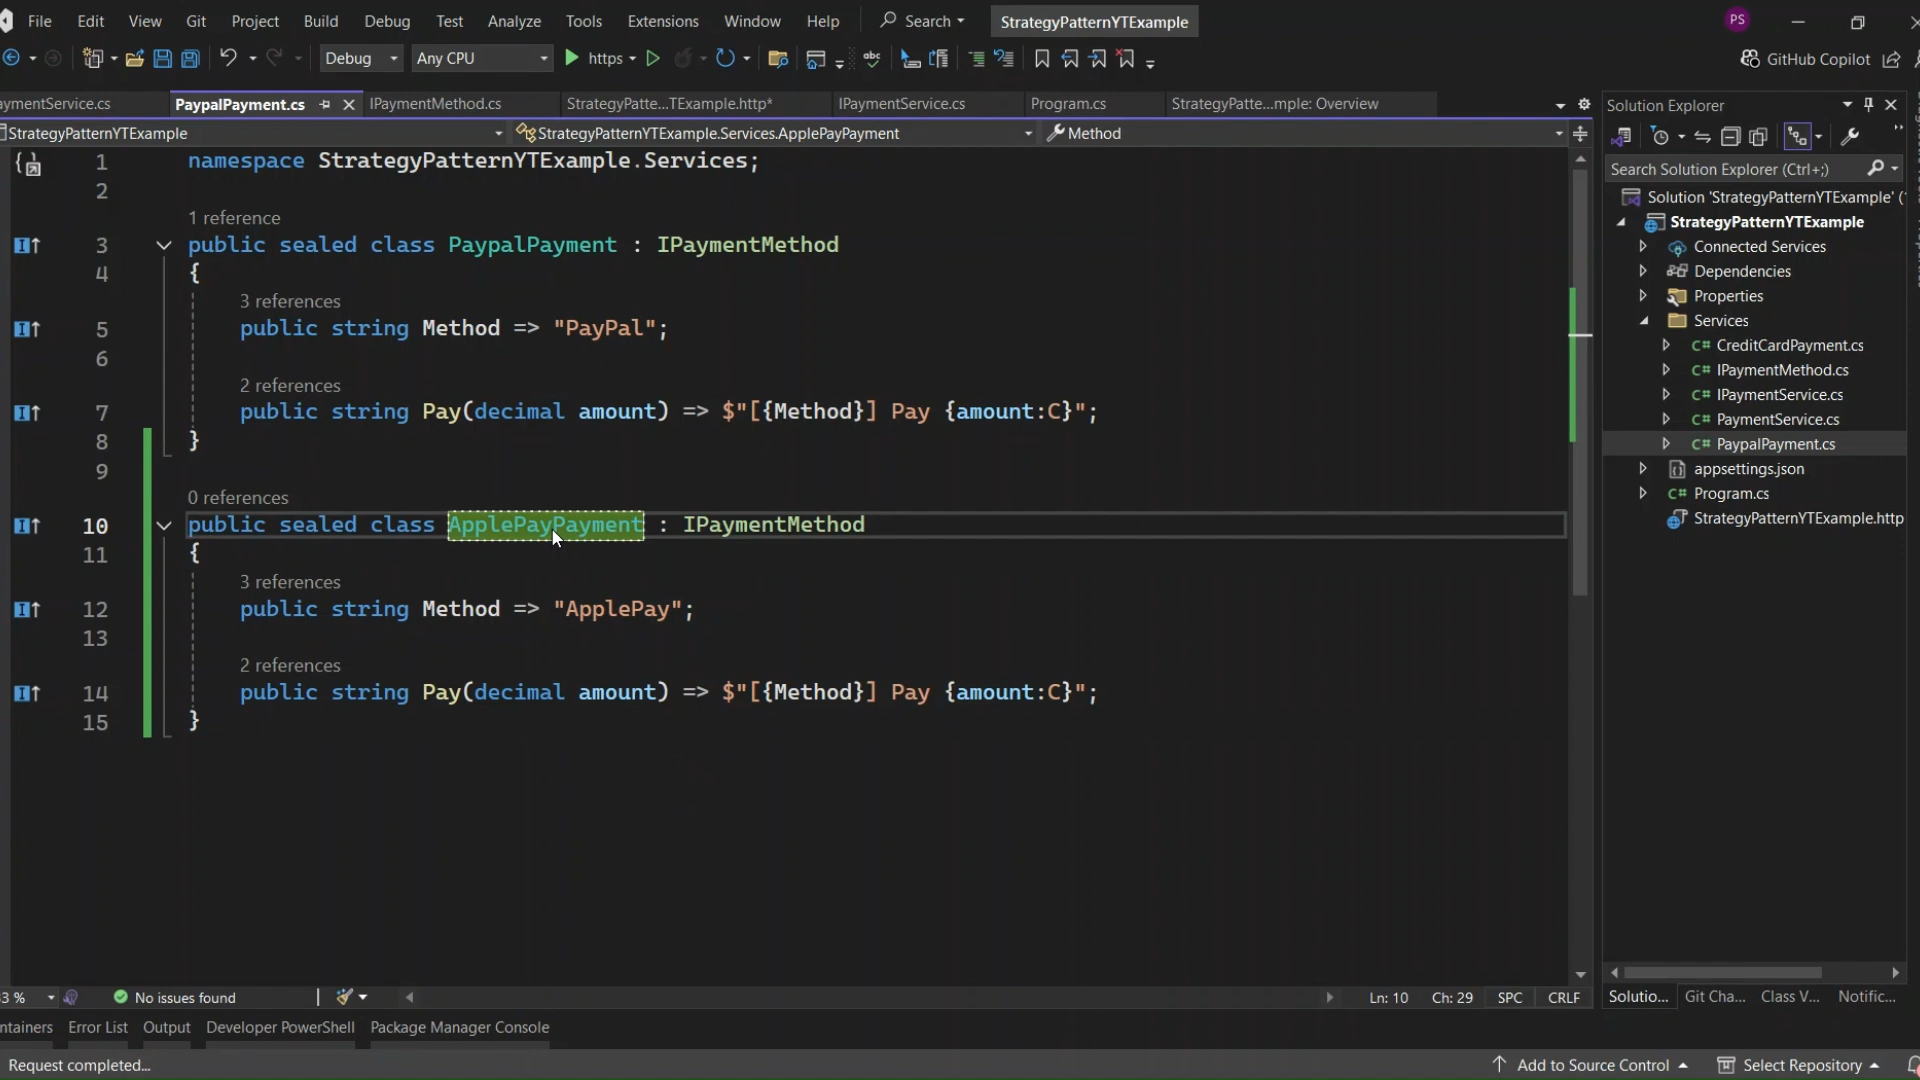 File Edit View Git Project Build Debug Test Analyze Tools Extensions Window Help Search StrategyPatternYTExample PS
Debug Any CPU https GitHub Copilot
aymentService.cs PaypalPayment.cs IPaymentMethod.cs StrategyPatte...TExample.http* IPaymentService.cs Program.cs StrategyPatte...mple: Overview
StrategyPatternYTExample StrategyPatternYTExample.Services.ApplePayPayment Method
1 namespace StrategyPatternYTExample.Services;
2
1 reference
3 public sealed class PaypalPayment : IPaymentMethod
4 {
3 references
5 public string Method => "PayPal";
6
2 references
7 public string Pay(decimal amount) => $"[{Method}] Pay {amount:C}";
8 }
9
0 references
10 public sealed class ApplePayPayment : IPaymentMethod
11 {
3 references
12 public string Method => "ApplePay";
13
2 references
14 public string Pay(decimal amount) => $"[{Method}] Pay {amount:C}";
15 }
3 % No issues found Ln: 10 Ch: 29 SPC CRLF
ntainers Error List Output Developer PowerShell Package Manager Console
Request completed... Add to Source Control Select Repository
Solution Explorer
Search Solution Explorer (Ctrl+;)
Solution 'StrategyPatternYTExample' (
StrategyPatternYTExample
Connected Services
Dependencies
Properties
Services
C# CreditCardPayment.cs
C# IPaymentMethod.cs
C# IPaymentService.cs
C# PaymentService.cs
C# PaypalPayment.cs
appsettings.json
C# Program.cs
StrategyPatternYTExample.http
Solutio... Git Cha... Class V... Notific...